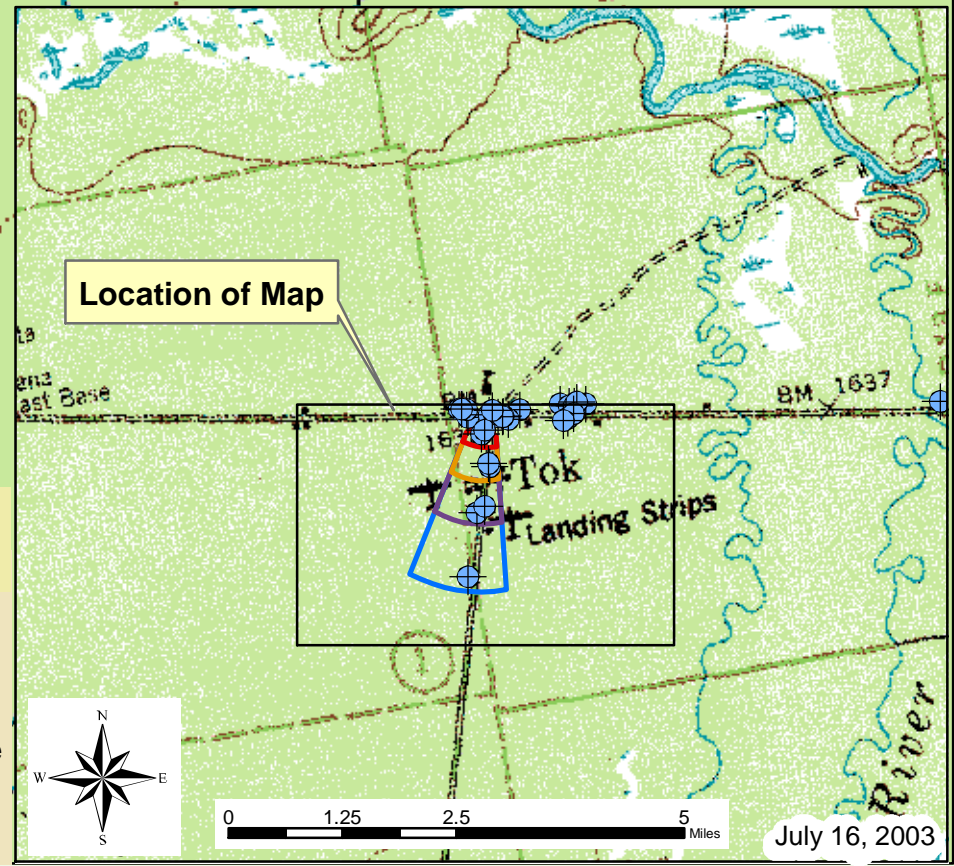 Location of Map
ast Base
BM 1637
Tok
Landing Strips
1
River
N
W
E
S
0 1.25 2.5 5
Miles
July 16, 2003